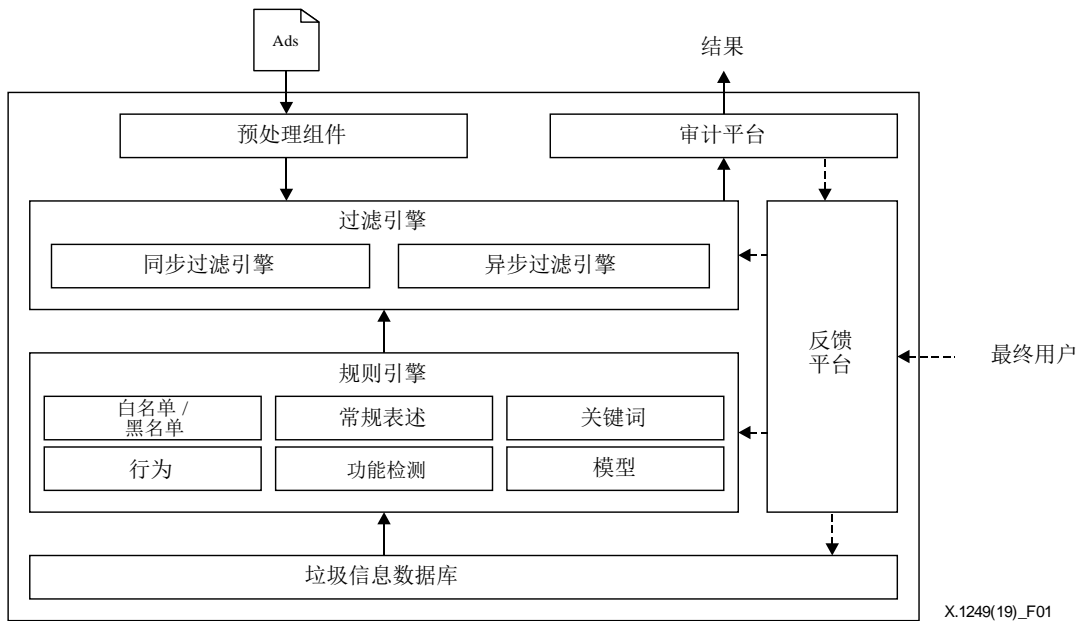 Ads
结果
预处理组件
审计平台
过滤引擎
同步过滤引擎
异步过滤引擎
反馈
平台
最终用户
规则引擎
白名单 /
黑名单
常规表述
关键词
行为
功能检测
模型
垃圾信息数据库
X.1249(19)_F01